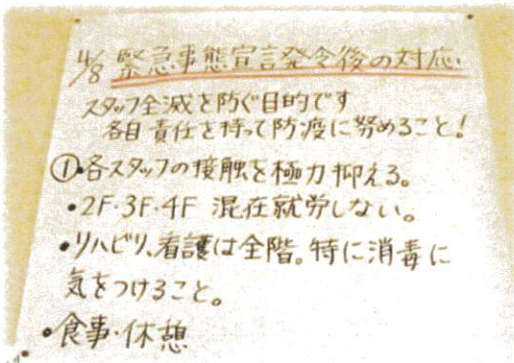 4/8 緊急事態宣言発令後の対応
スタッフ全滅を防ぐ目的です
各自責任を持って防疫に努めること!
①・各スタッフの接触を極力抑える。
・2F・3F・4F 混在就労しない。
・リハビリ、看護は全階。特に消毒に
気をつけること。
・食事・休憩